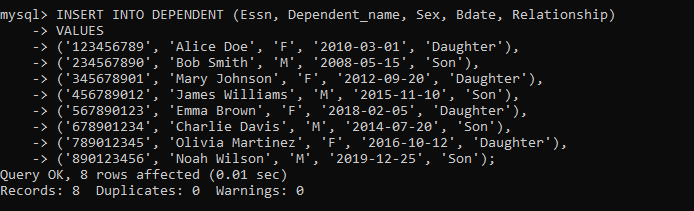 mysql> INSERT INTO DEPENDENT (Essn, Dependent_name, Sex, Bdate, Relationship)
    -> VALUES
    -> ('123456789', 'Alice Doe', 'F', '2010-03-01', 'Daughter'),
    -> ('234567890', 'Bob Smith', 'M', '2008-05-15', 'Son'),
    -> ('345678901', 'Mary Johnson', 'F', '2012-09-20', 'Daughter'),
    -> ('456789012', 'James Williams', 'M', '2015-11-10', 'Son'),
    -> ('567890123', 'Emma Brown', 'F', '2018-02-05', 'Daughter'),
    -> ('678901234', 'Charlie Davis', 'M', '2014-07-20', 'Son'),
    -> ('789012345', 'Olivia Martinez', 'F', '2016-10-12', 'Daughter'),
    -> ('890123456', 'Noah Wilson', 'M', '2019-12-25', 'Son');
Query OK, 8 rows affected (0.01 sec)
Records: 8  Duplicates: 0  Warnings: 0